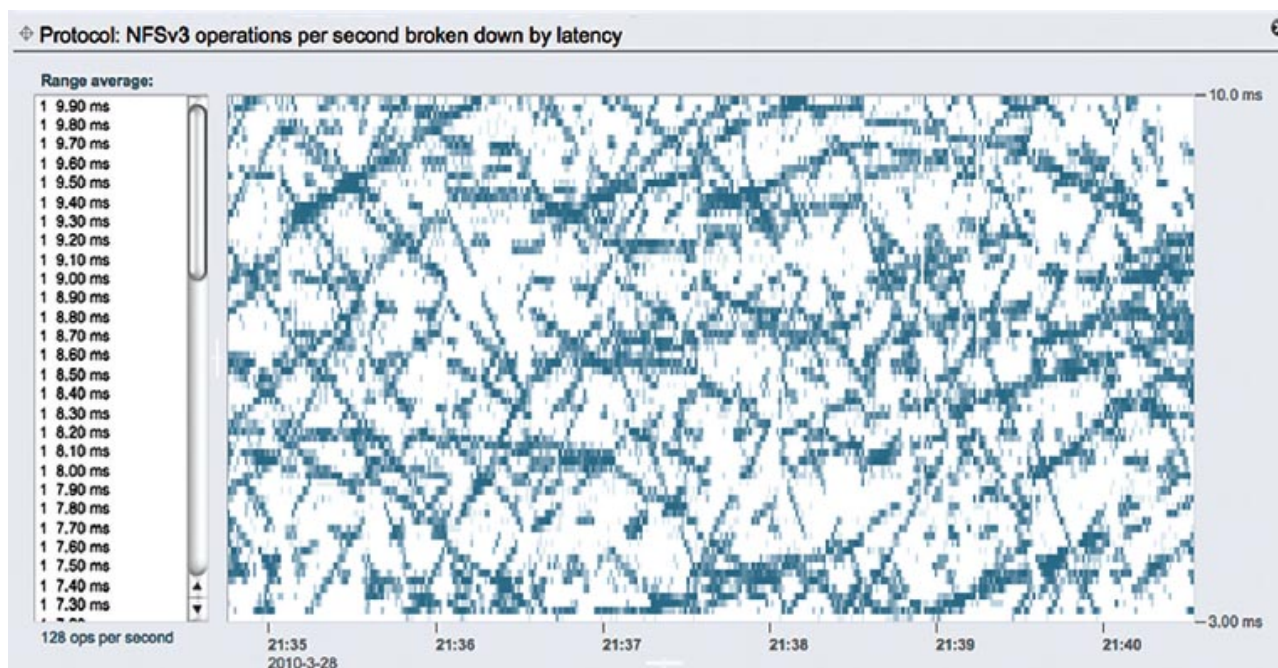 Protocol: NFSv3 operations per second broken down by latency
Range average:
1 9.90 ms
1 9.80 ms
1 9.70 ms
1 9.60 ms
1 9.50 ms
1 9.40 ms
1 9.30 ms
1 9.20 ms
1 9.10 ms
1 9.00 ms
1 8.90 ms
1 8.80 ms
1 8.70 ms
1 8.60 ms
1 8.50 ms
1 8.40 ms
1 8.30 ms
1 8.20 ms
1 8.10 ms
1 8.00 ms
1 7.90 ms
1 7.80 ms
1 7.70 ms
1 7.60 ms
1 7.50 ms
1 7.40 ms
1 7.30 ms
128 ops per second
10.0 ms
3.00 ms
21:35 21:36 21:37 21:38 21:39 21:40
2010-3-28